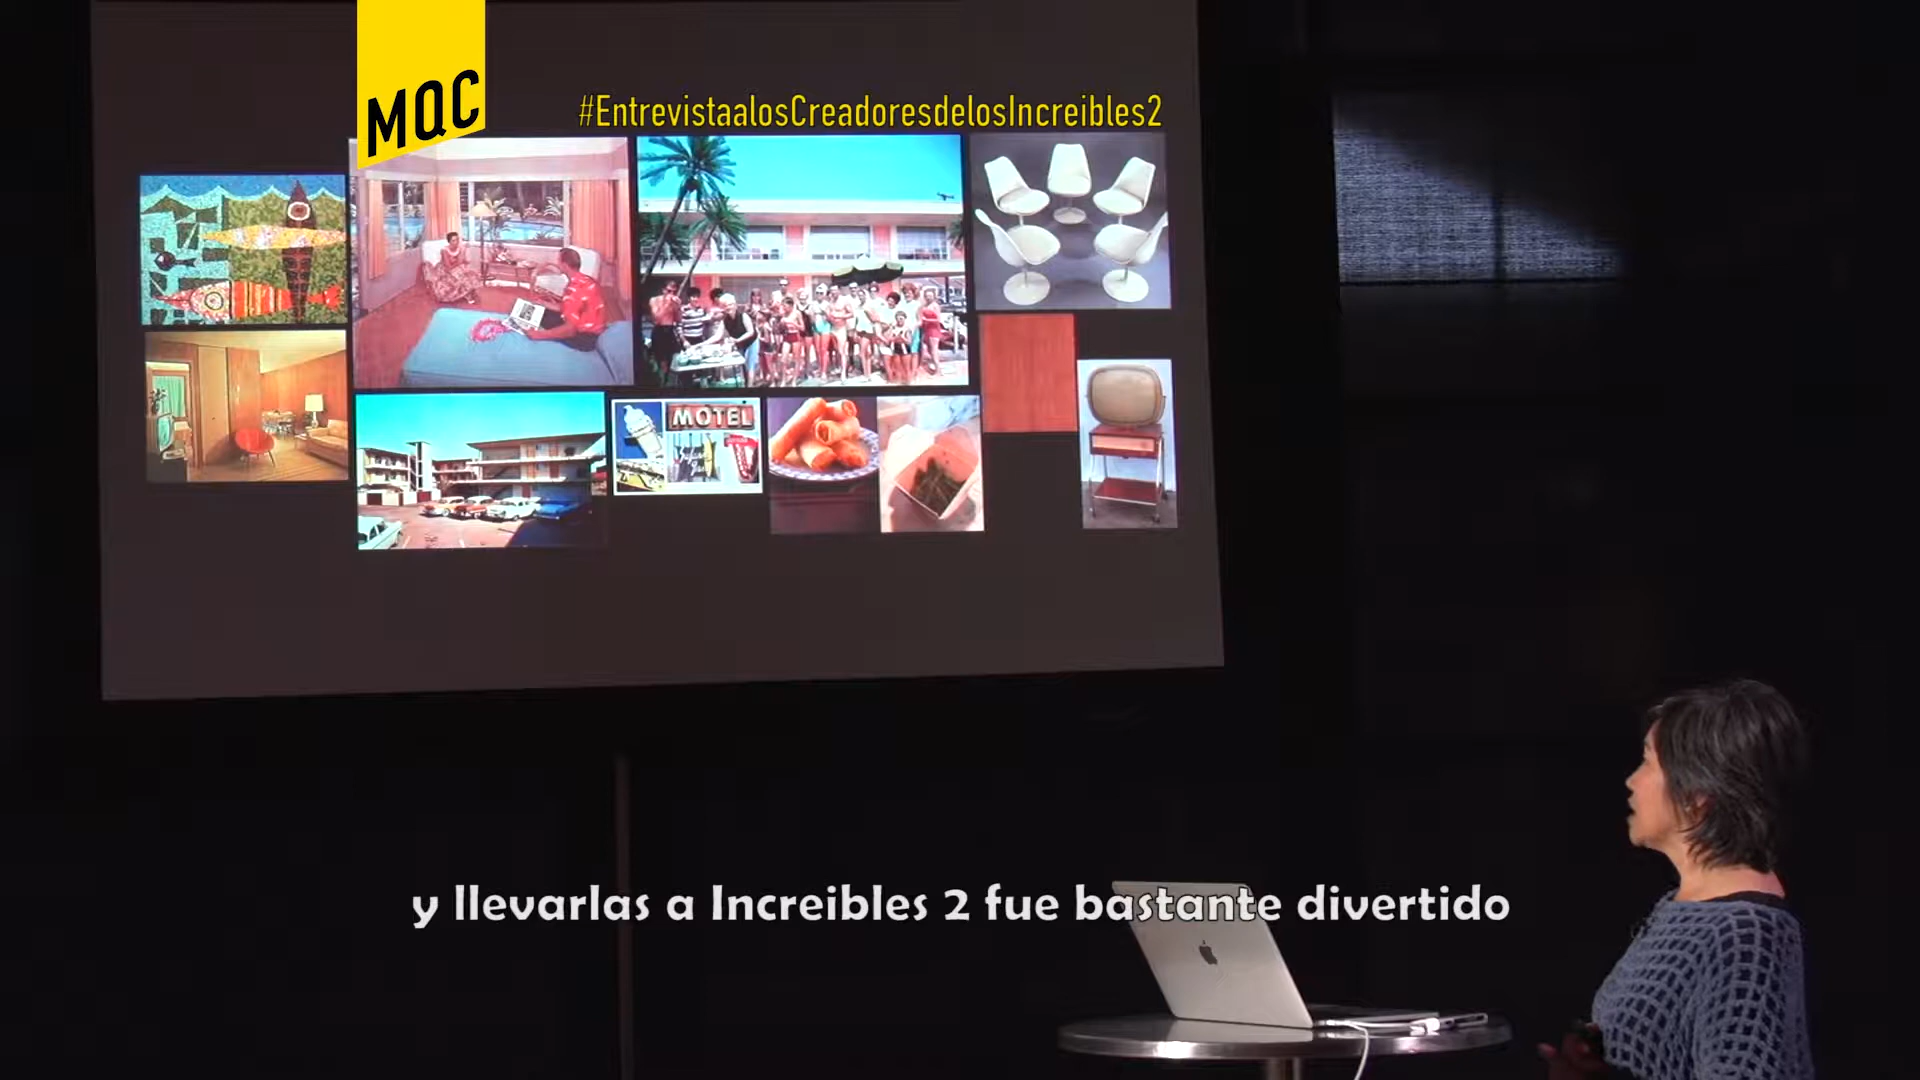 MQC
#EntrevistaalosCreadoresdelosIncreibles2
MOTEL
y llevarlas a Increibles 2 fue bastante divertido